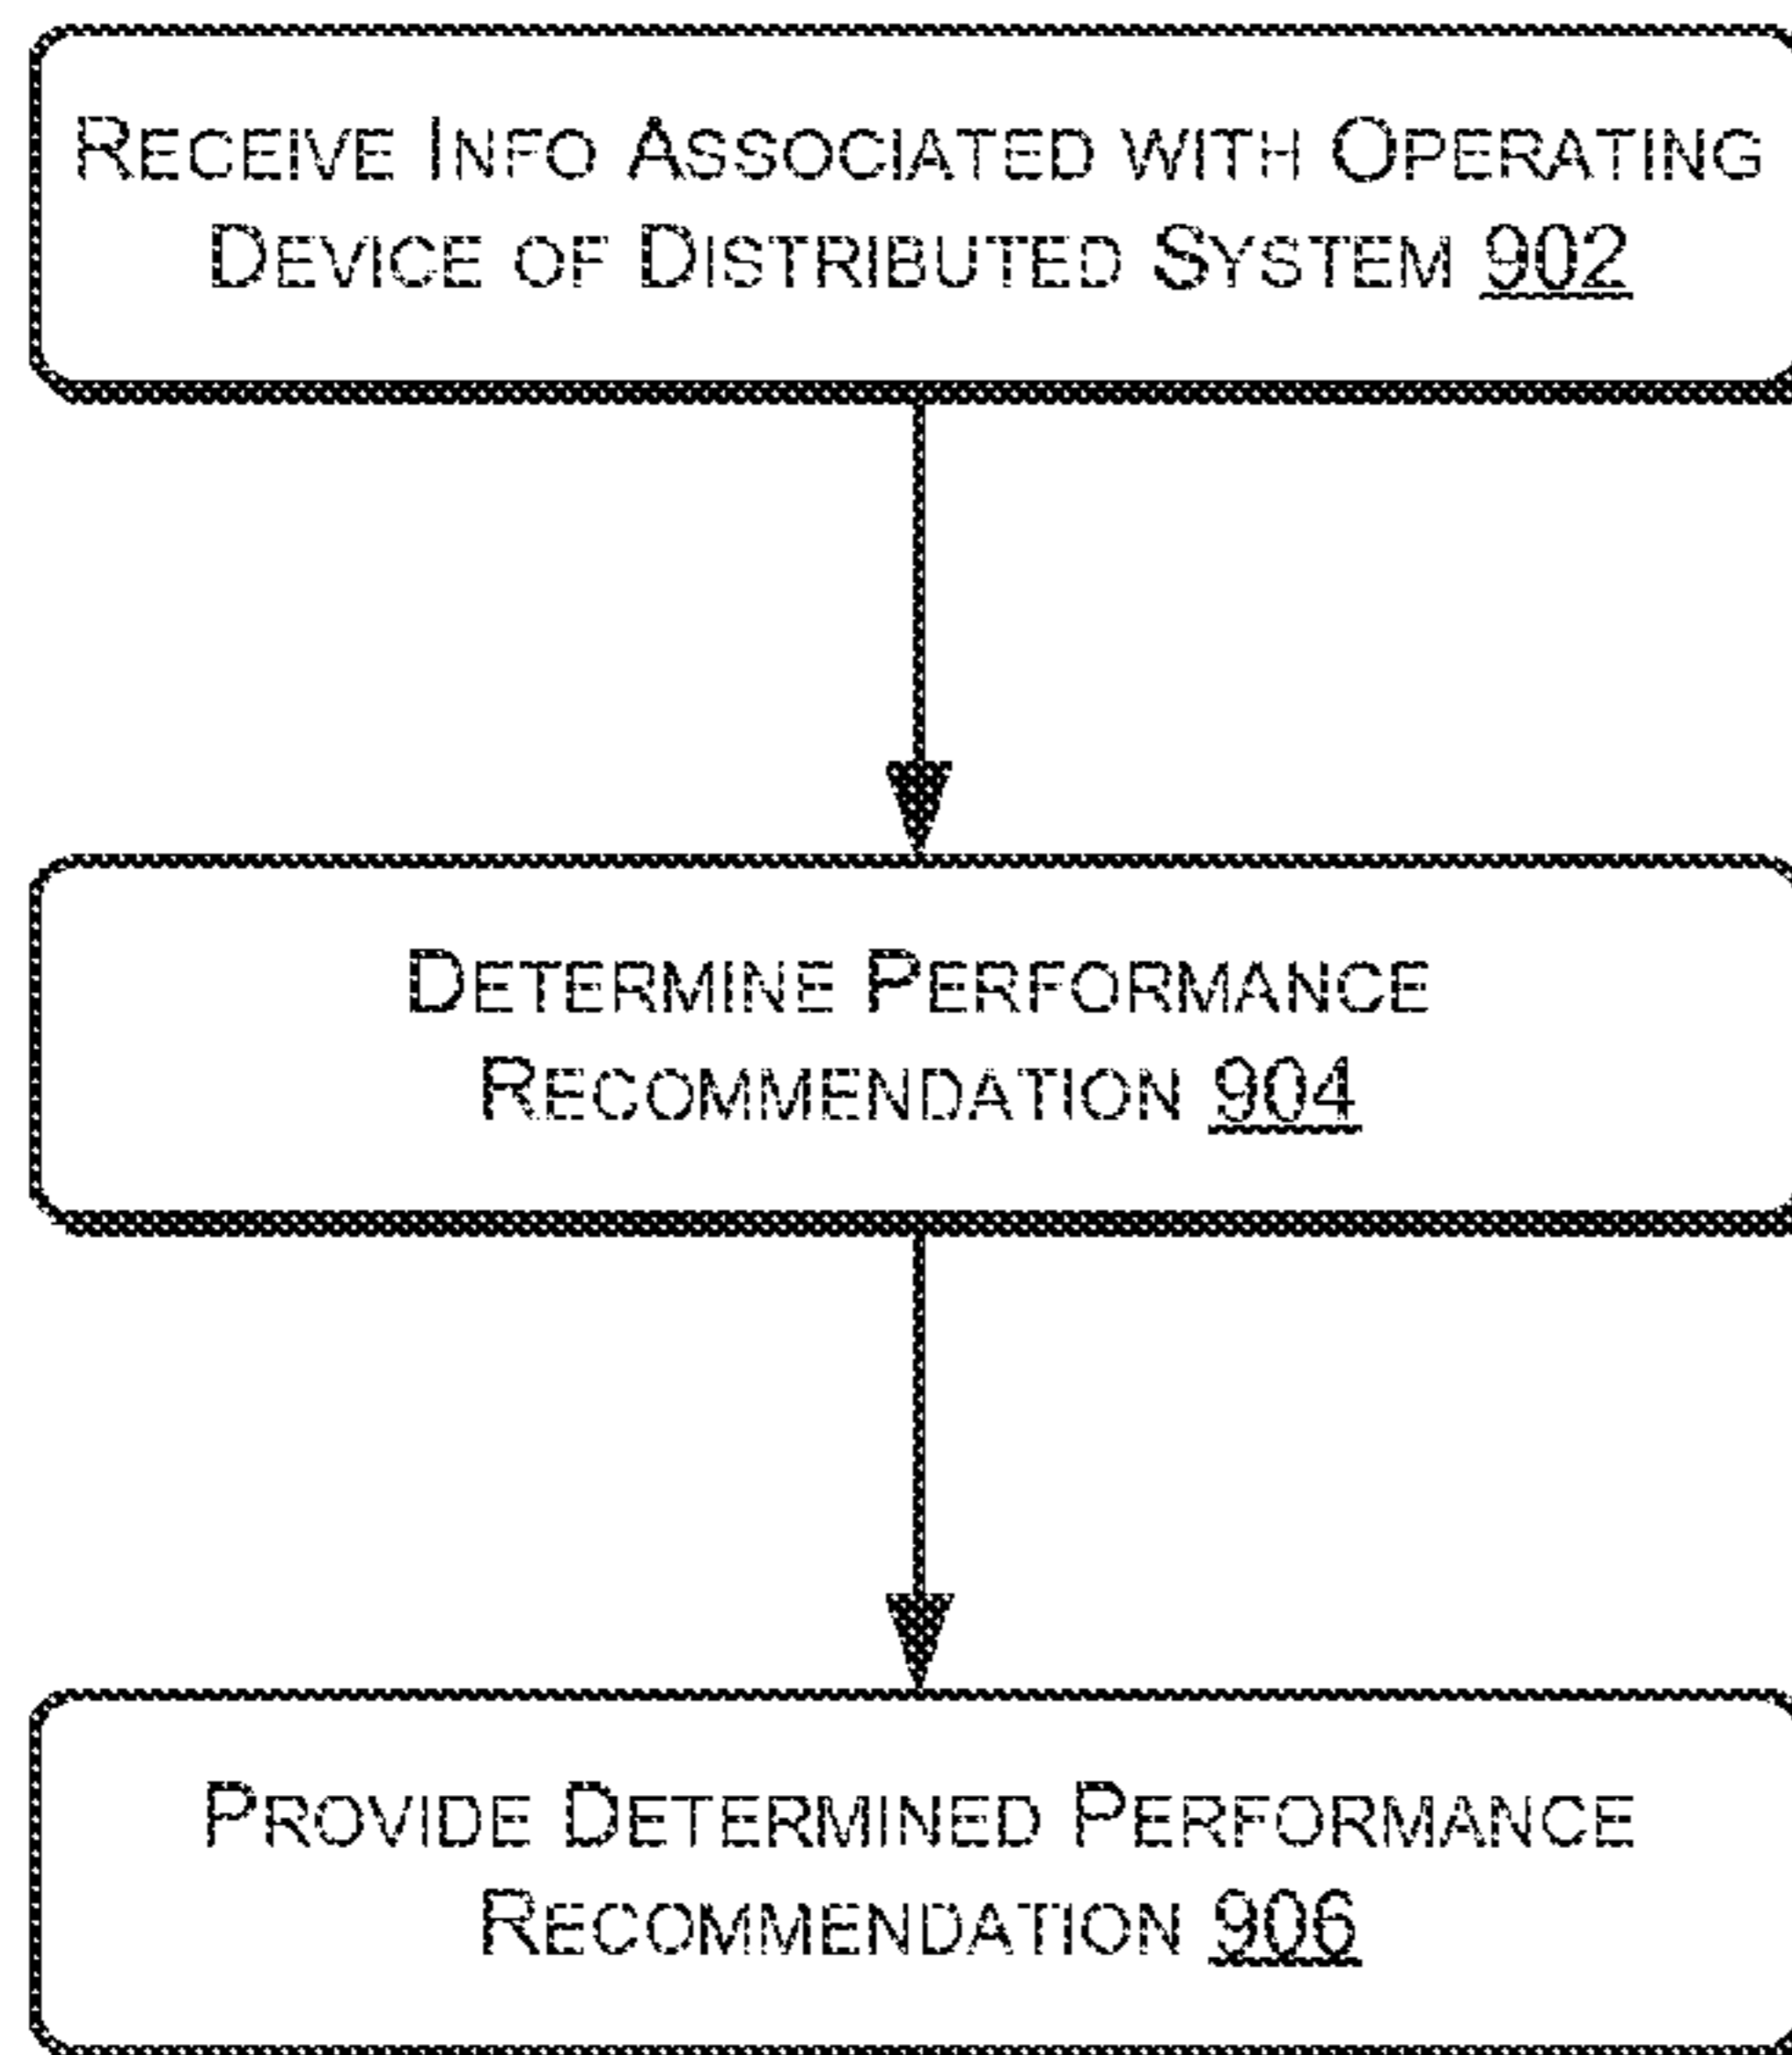 RECEIVE INFO ASSOCIATED WITH OPERATING
DEVICE OF DISTRIBUTED SYSTEM 902
DETERMINE PERFORMANCE
RECOMMENDATION 904
PROVIDE DETERMINED PERFORMANCE
RECOMMENDATION 906